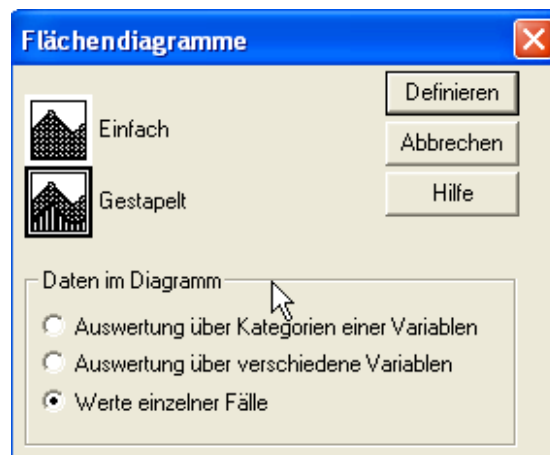 Flächendiagramme
Definieren
Einfach
Abbrechen
Gestapelt
Hilfe
Daten im Diagramm
Auswertung über Kategorien einer Variablen
Auswertung über verschiedene Variablen
Werte einzelner Fälle